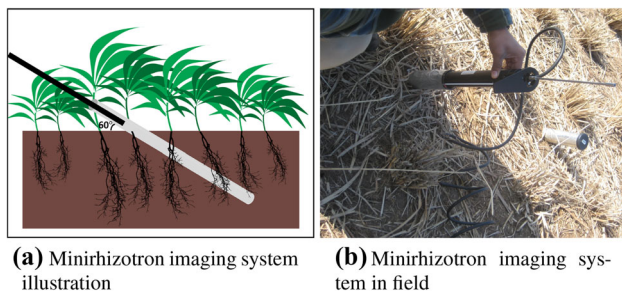 60°
(a) Minirhizotron imaging system
illustration
(b) Minirhizotron imaging sys-
tem in field